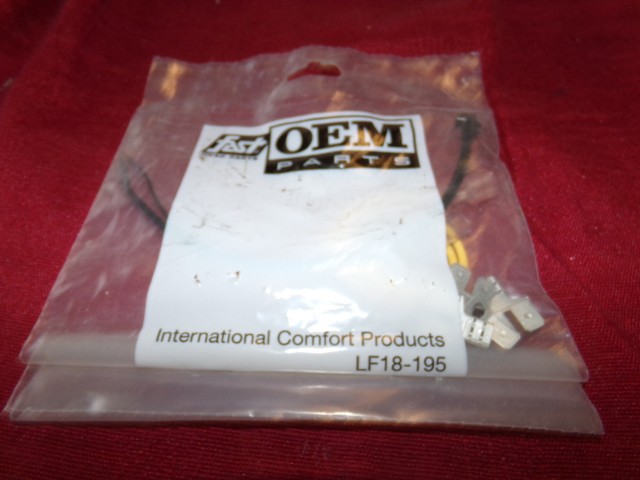 Fast
OEM
PARTS
International Comfort Products
LF18-195